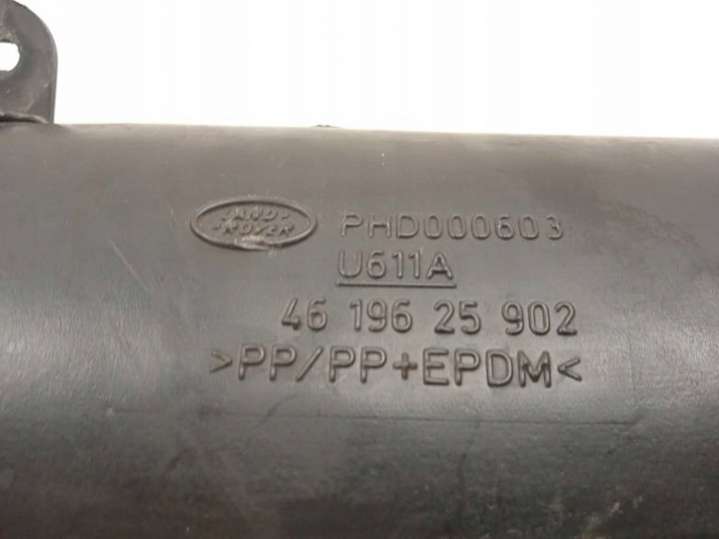 LAND-
ROVER
PHD000603
U611A
46 196 25 902
>PP/PP+EPDM<